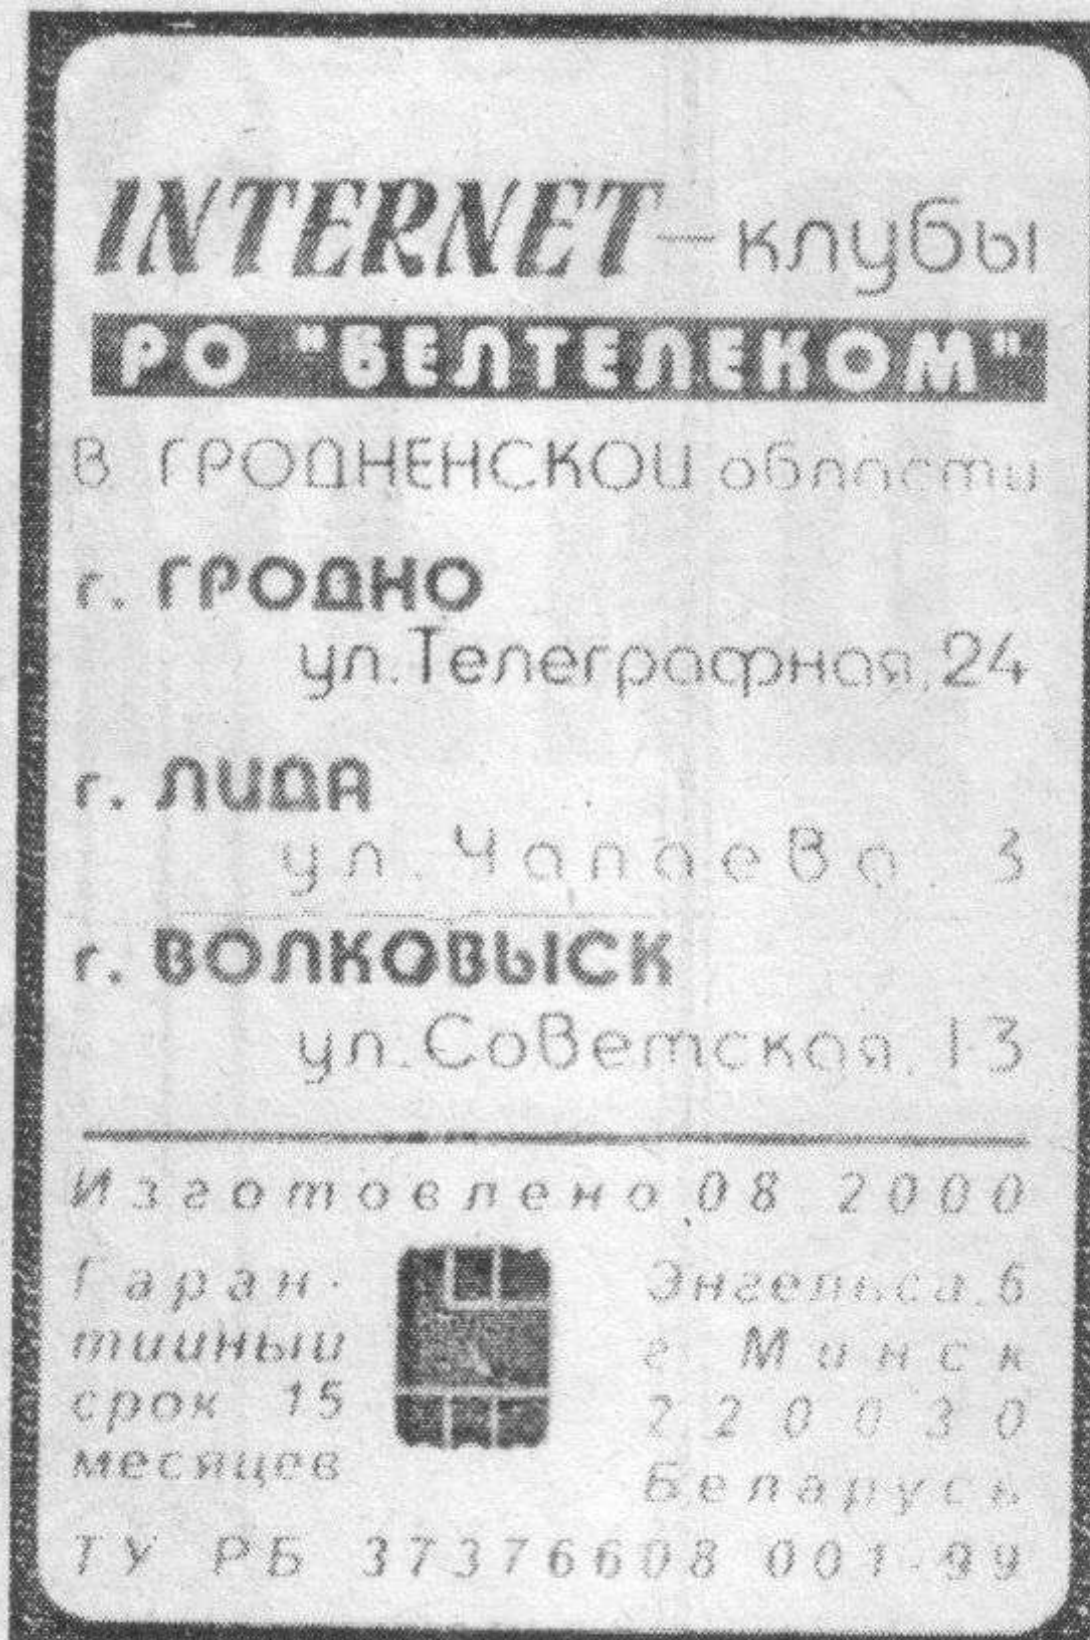 INTERNET – клубы
РО "БЕЛТЕЛЕКОМ"
В ГРОДНЕНСКОЙ области
г. ГРОДНО
ул. Телеграфная, 24
г. ЛИДА
ул. Чапаева, 3
г. ВОЛКОВЫСК
ул. Советская, 13
Изготовлено 08 2000
Гаран-
тийный
срок 15
месяцев
Энгельса, 6
г. Минск
220030
Беларусь
ТУ РБ 37376608 001-99